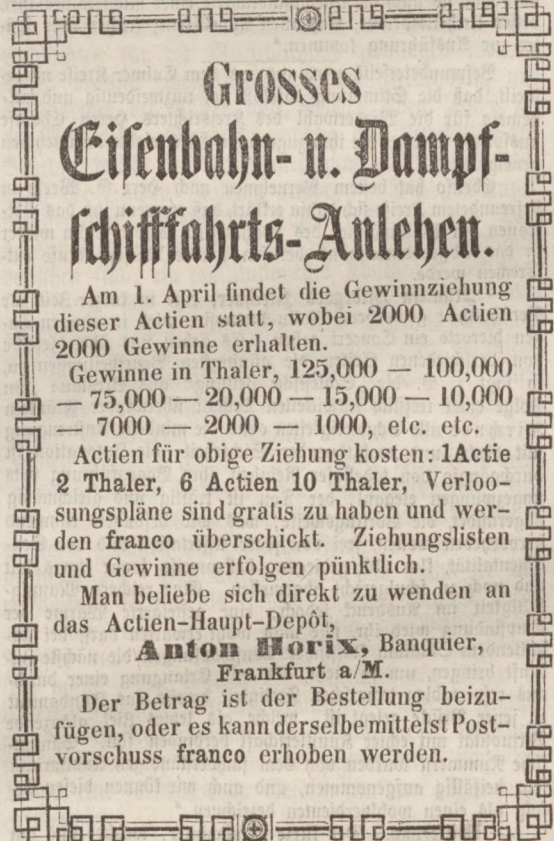 Grosses
Eisenbahn- u. Dampf-
schifffahrts-Anlehen.
Am 1. April findet die Gewinnziehung
dieser Actien statt, wobei 2000 Actien
2000 Gewinne erhalten.
Gewinne in Thaler, 125,000 — 100,000
— 75,000 — 20,000 — 15,000 — 10,000
— 7000 — 2000 — 1000, etc. etc.
Actien für obige Ziehung kosten: 1Actie
2 Thaler, 6 Actien 10 Thaler, Verloo-
sungspläne sind gratis zu haben und wer-
den franco überschickt. Ziehungslisten
und Gewinne erfolgen pünktlich.
Man beliebe sich direkt zu wenden an
das Actien-Haupt-Depôt,
Anton Horix, Banquier,
Frankfurt a/M.
Der Betrag ist der Bestellung beizu-
fügen, oder es kann derselbe mittelst Post-
vorschuss franco erhoben werden.